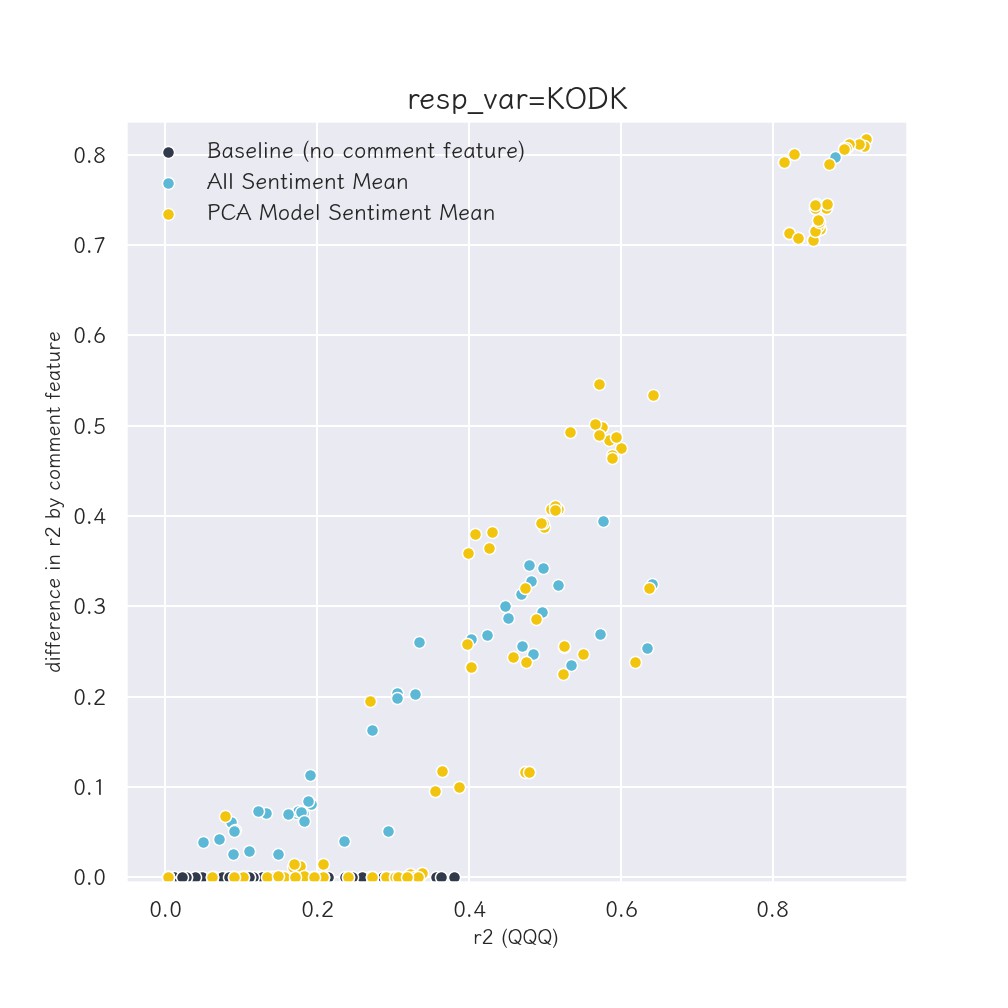 resp_var=KODK
Baseline (no comment feature)
All Sentiment Mean
PCA Model Sentiment Mean
difference in r2 by comment feature
0.8
0.7
0.6
0.5
0.4
0.3
0.2
0.1
0.0
0.0 0.2 0.4 0.6 0.8
r2 (QQQ)